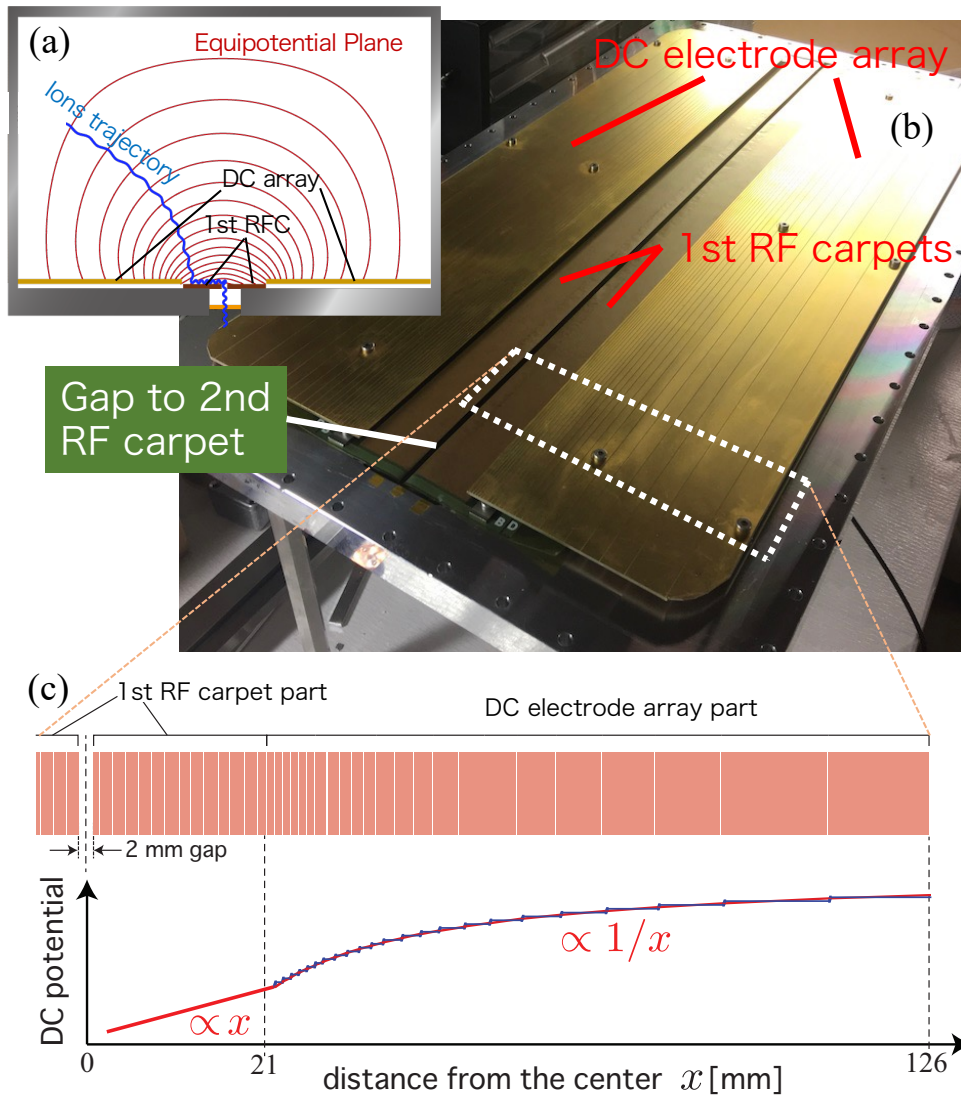 (a)
Equipotential Plane
Ions trajectory
DC array
1st RFC
DC electrode array
(b)
1st RF carpets
Gap to 2nd
RF carpet
B D
(c)
1st RF carpet part
DC electrode array part
2 mm gap
DC potential
∝ x
∝ 1/x
0
21
126
distance from the center x [mm]